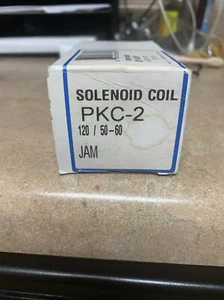 SOLENOID COIL
PKC-2
120 / 50-60
JAM